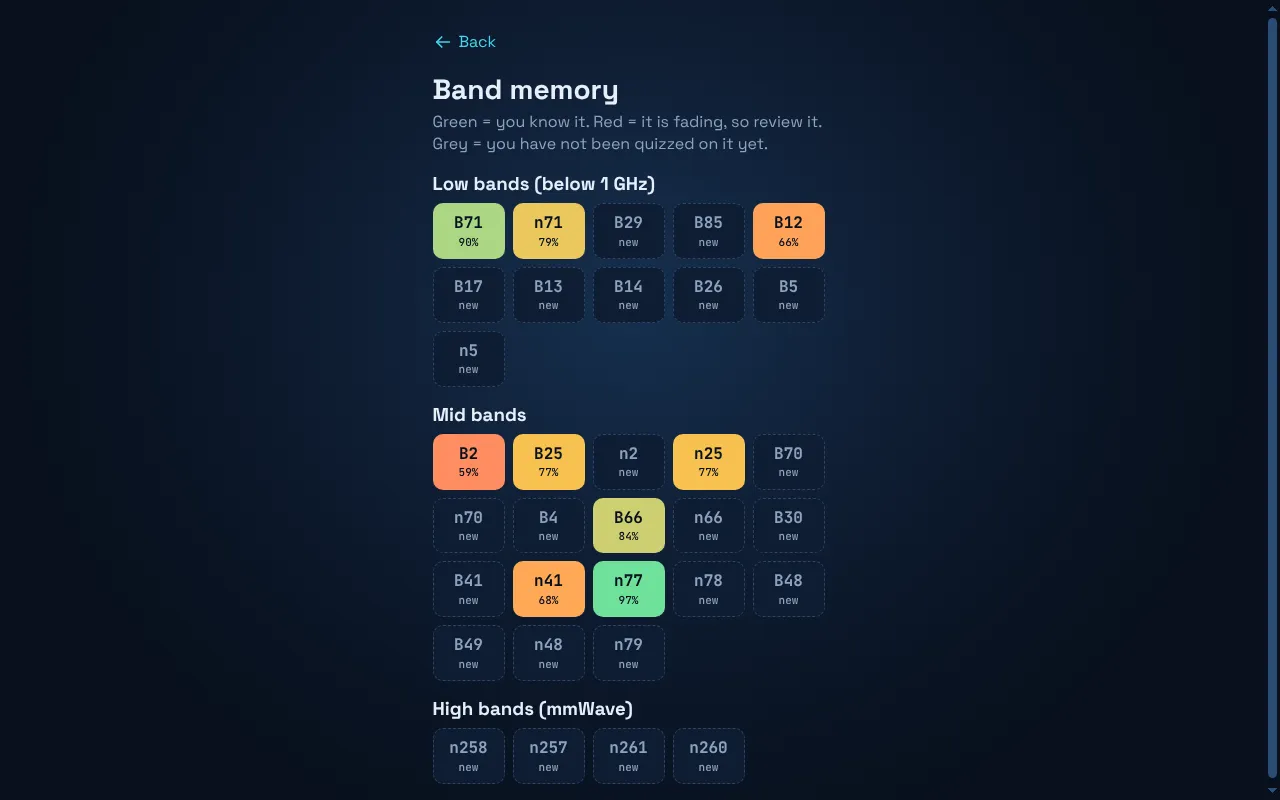 ← Back
Band memory
Green = you know it. Red = it is fading, so review it.
Grey = you have not been quizzed on it yet.
Low bands (below 1 GHz)
B71 n71 B29 B85 B12
90% 79% new new 66%
B17 B13 B14 B26 B5
new new new new new
n5
new
Mid bands
B2 B25 n2 n25 B70
59% 77% new 77% new
n70 B4 B66 n66 B30
new new 84% new new
B41 n41 n77 n78 B48
new 68% 97% new new
B49 n48 n79
new new new
High bands (mmWave)
n258 n257 n261 n260
new new new new